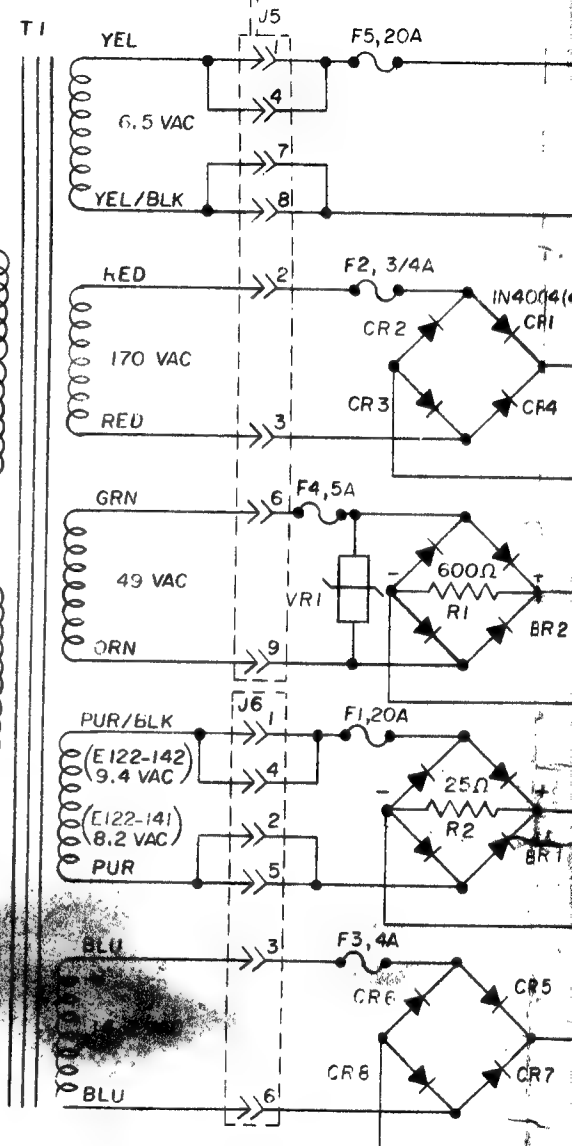 J5
T1
YEL
1
F5, 20A
4
6.5 VAC
7
YEL/BLK
8
RED
2
F2, 3/4A
1N4004(
CR2
CR1
170 VAC
CR3
CR4
RED
3
GRN
6
F4, 5A
49 VAC
600Ω
-
+
VR1
R1
BR2
ORN
9
J6
PUR/BLK
1
F1, 20A
(E122-142)
9.4 VAC
4
25Ω
-
+
(E122-141)
8.2 VAC
2
R2
BR1
PUR
5
BLU
3
F3, 4A
CR6
CR5
CR8
CR7
BLU
6